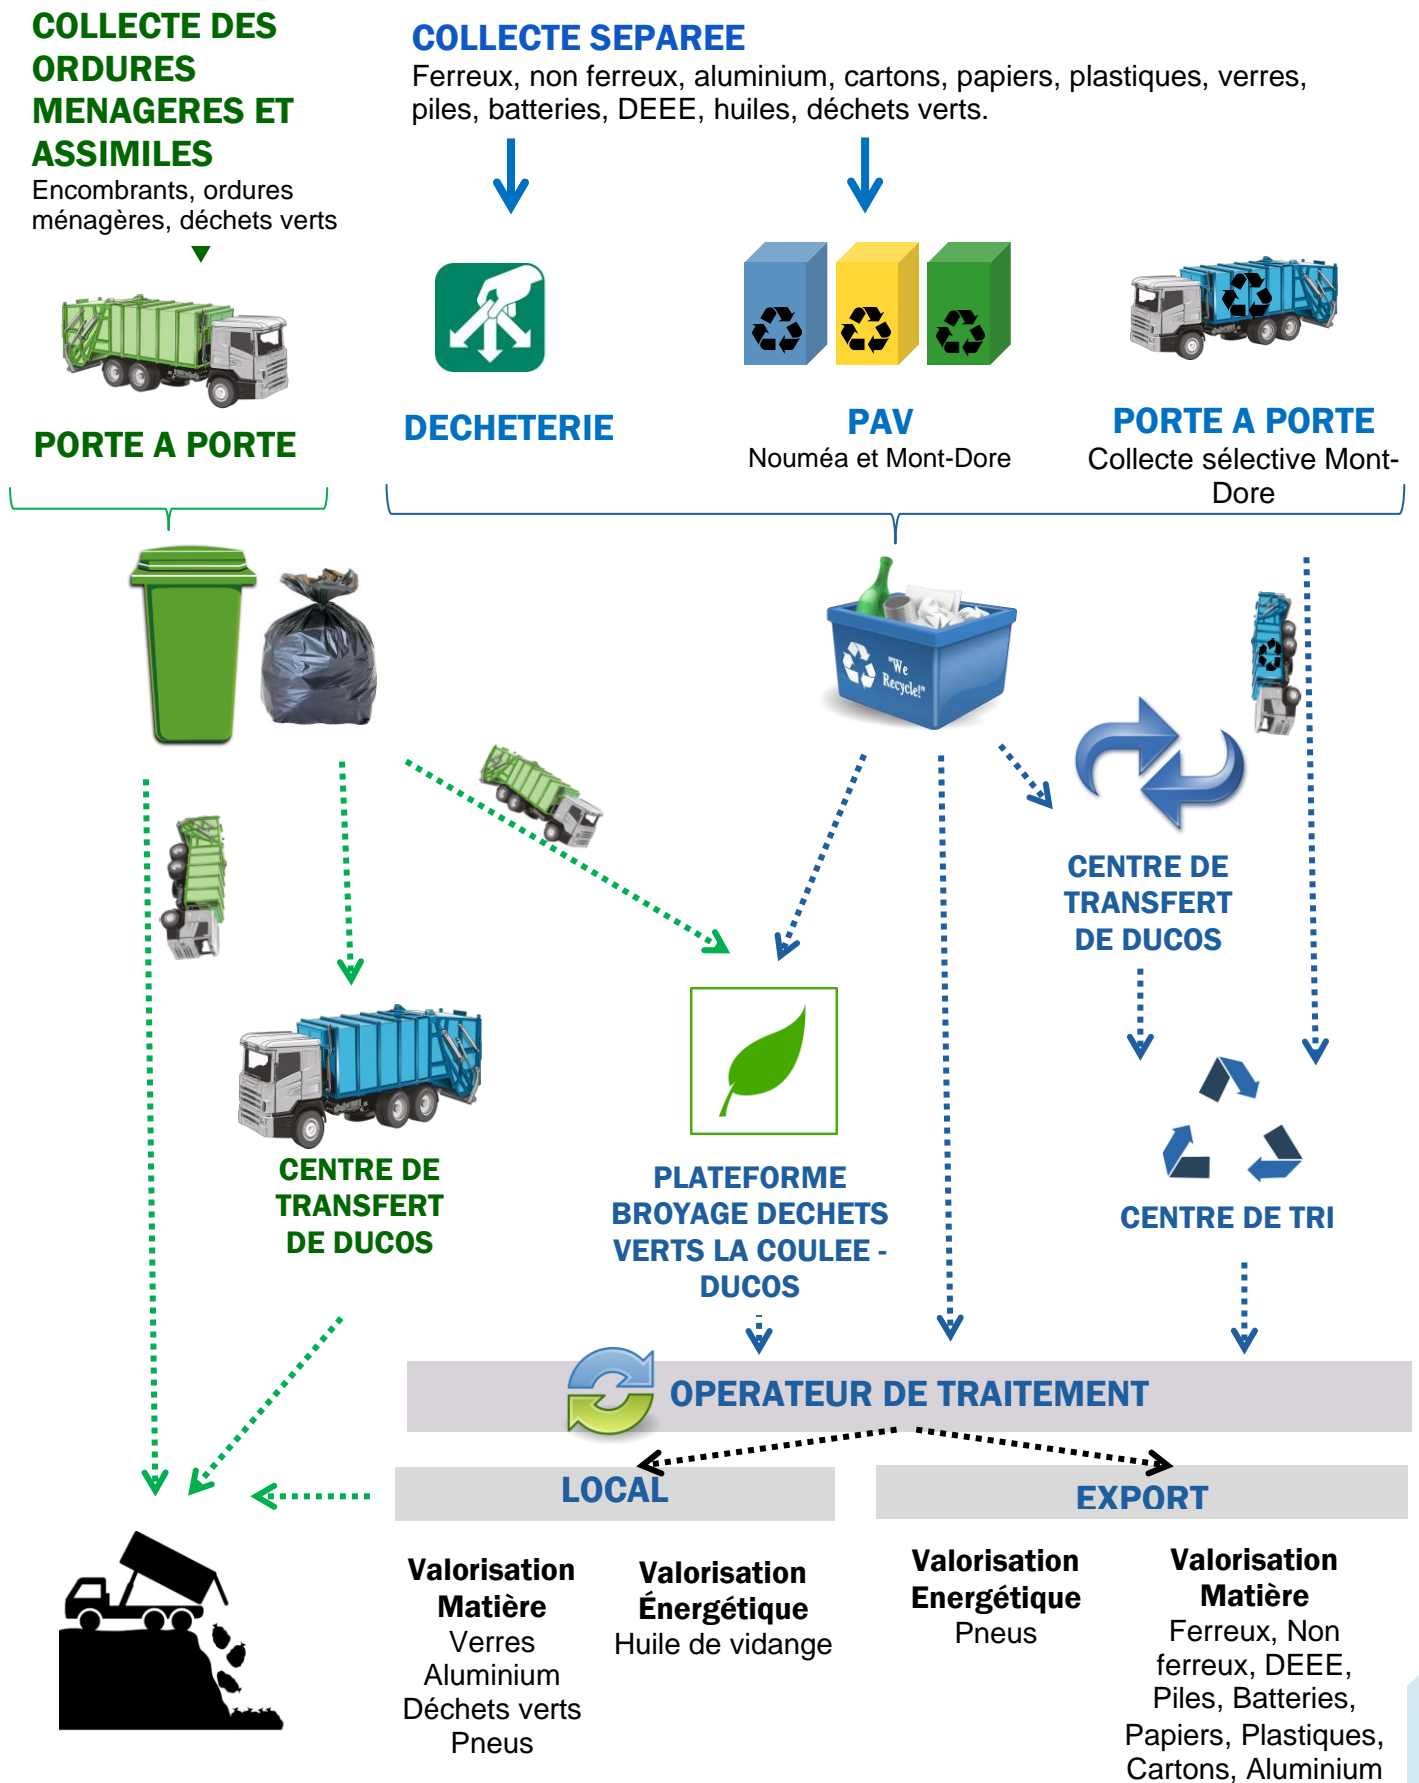 COLLECTE DES
ORDURES
MENAGERES ET
ASSIMILES
Encombrants, ordures
ménagères, déchets verts
COLLECTE SEPAREE
Ferreux, non ferreux, aluminium, cartons, papiers, plastiques, verres,
piles, batteries, DEEE, huiles, déchets verts.
PORTE A PORTE
DECHETERIE
PAV
Nouméa et Mont-Dore
PORTE A PORTE
Collecte sélective Mont-
Dore
"We
Recycle!"
CENTRE DE
TRANSFERT
DE DUCOS
CENTRE DE
TRANSFERT
DE DUCOS
PLATEFORME
BROYAGE DECHETS
VERTS LA COULEE -
DUCOS
CENTRE DE TRI
OPERATEUR DE TRAITEMENT
LOCAL
EXPORT
Valorisation
Matière
Verres
Aluminium
Déchets verts
Pneus
Valorisation
Énergétique
Huile de vidange
Valorisation
Energétique
Pneus
Valorisation
Matière
Ferreux, Non
ferreux, DEEE,
Piles, Batteries,
Papiers, Plastiques,
Cartons, Aluminium